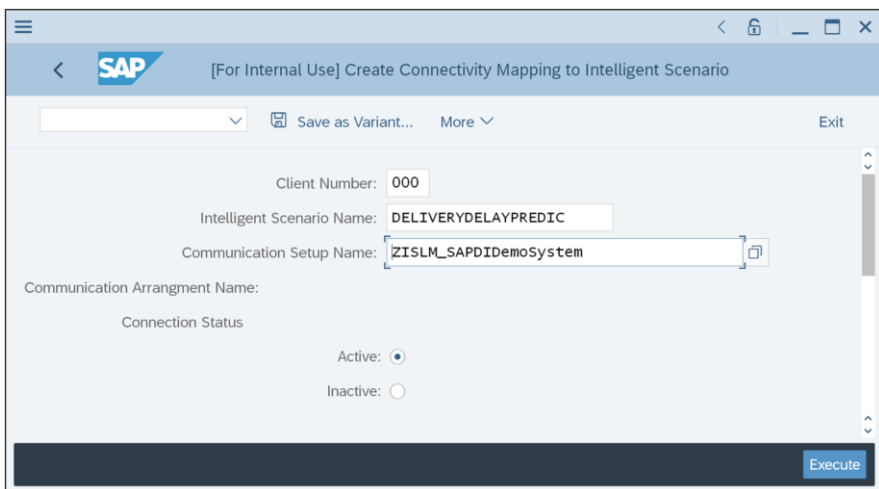 SAP [For Internal Use] Create Connectivity Mapping to Intelligent Scenario
Save as Variant... More Exit
Client Number: 000
Intelligent Scenario Name: DELIVERYDELAYPREDIC
Communication Setup Name: ZISLM_SAPDIDemoSystem
Communication Arrangment Name:
Connection Status
Active:
Inactive:
Execute